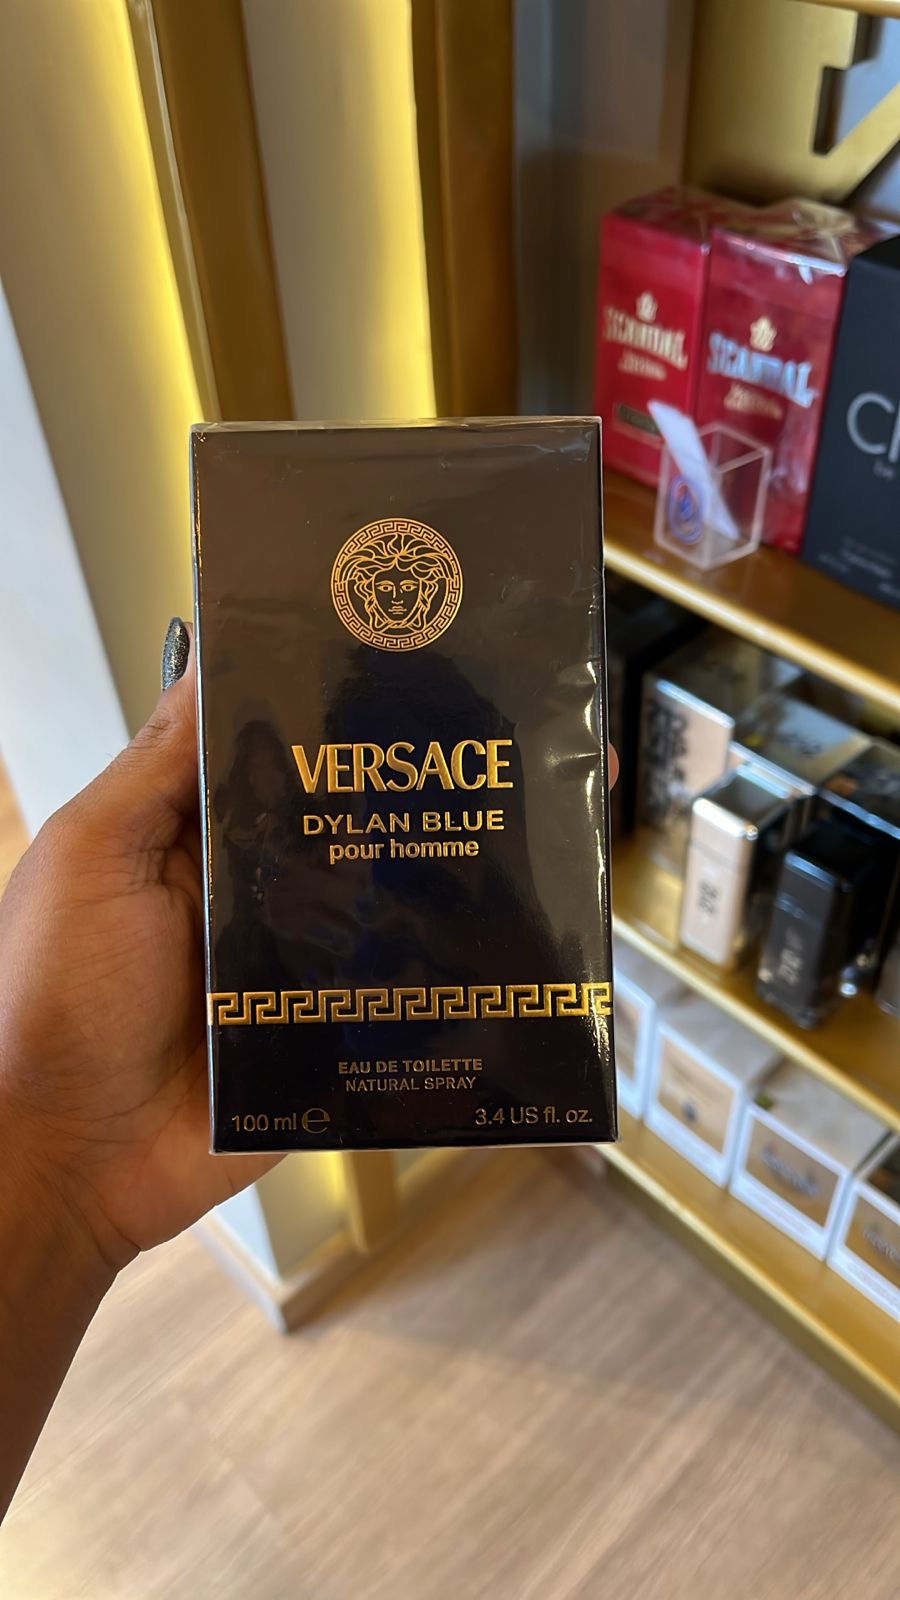 SCANDAL
SCANDAL
VERSACE
DYLAN BLUE
pour homme
EAU DE TOILETTE
NATURAL SPRAY
100 ml e
3.4 US fl. oz.